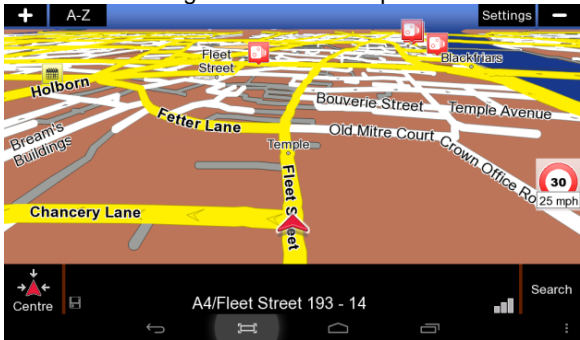 + A-Z Settings −
Fleet
Street
Blackfriars
Holborn
Bouverie Street
Temple Avenue
Fetter Lane
Old Mitre Court
Bream's
Buildings
Temple
Crown Office Ro
Fleet Street
30
25 mph
Chancery Lane
Centre
A4/Fleet Street 193 - 14
Search